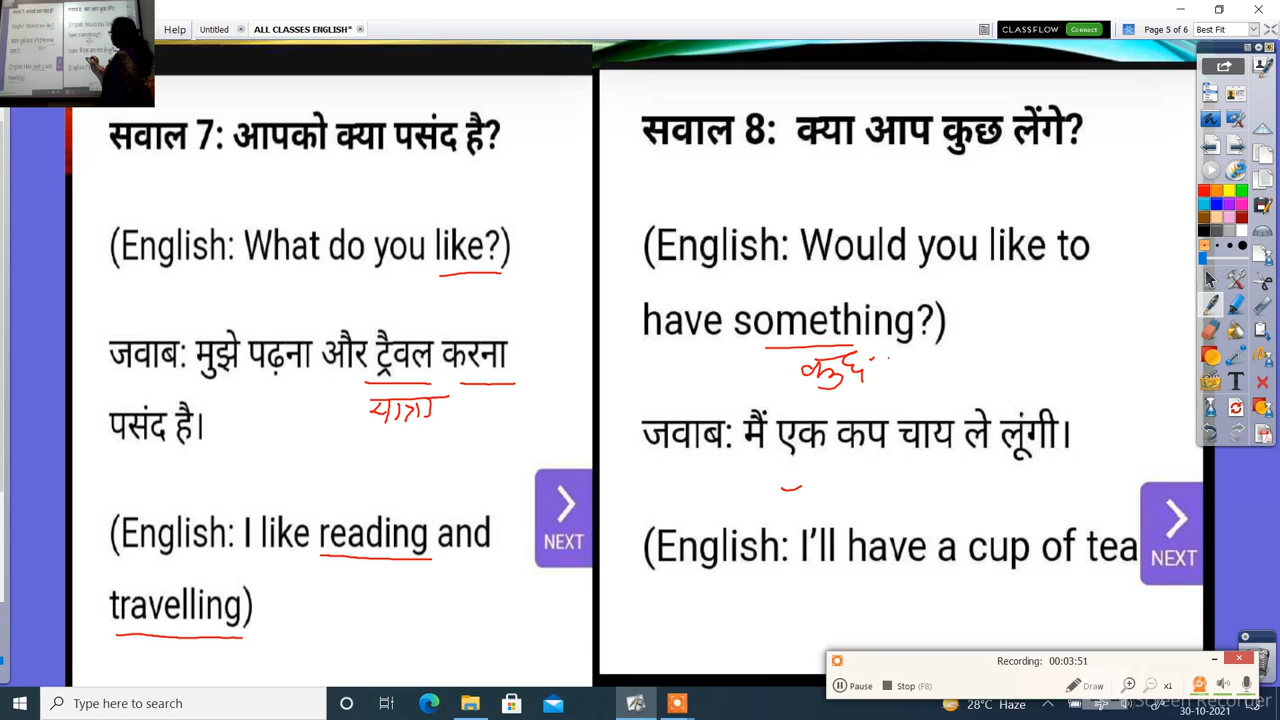 Help
Untitled
ALL CLASSES ENGLISH*
CLASSFLOW
Connect
Page 5 of 6
Best Fit
सवाल 7: आपको क्या पसंद है?
(English: What do you like?)
जवाब: मुझे पढ़ना और ट्रैवल करना
यात्रा
पसंद है।
(English: I like reading and
travelling)
NEXT
सवाल 8: क्या आप कुछ लेंगे?
(English: Would you like to
have something?)
कुछ
जवाब: मैं एक कप चाय ले लूंगी।
(English: I’ll have a cup of tea
NEXT
Recording: 00:03:51
Pause
Stop (F8)
Draw
x1
Type here to search
28°C Haze
30-10-2021
Screen Recorder